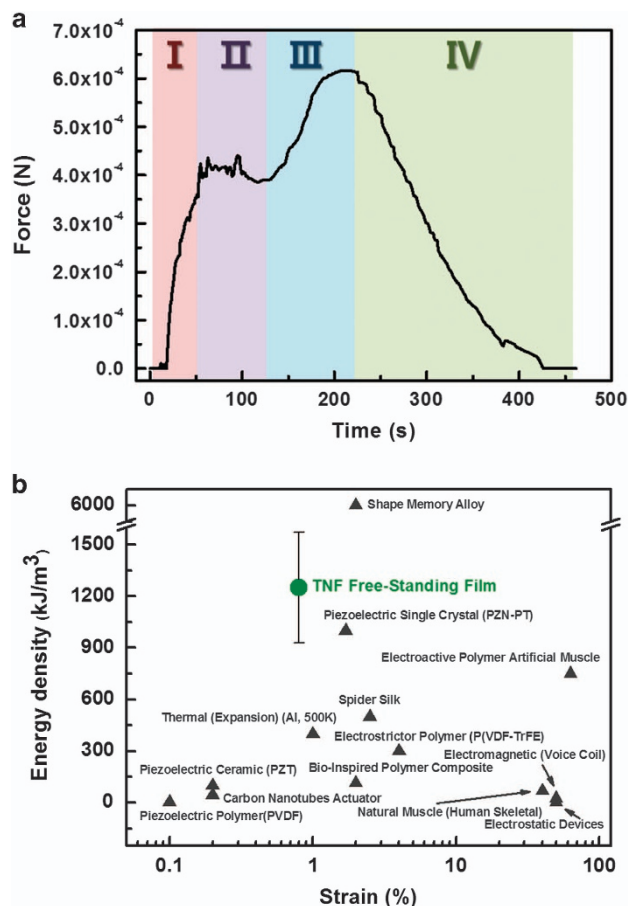 a
I II III IV
7.0x10⁻⁴
6.0x10⁻⁴
5.0x10⁻⁴
4.0x10⁻⁴
3.0x10⁻⁴
2.0x10⁻⁴
1.0x10⁻⁴
0.0
Force (N)
0 100 200 300 400 500
Time (s)
b
6000
1500
1200
900
600
300
0
Energy density (kJ/m³)
Shape Memory Alloy
TNF Free-Standing Film
Piezoelectric Single Crystal (PZN-PT)
Electroactive Polymer Artificial Muscle
Spider Silk
Thermal (Expansion) (Al, 500K)
Electrostrictor Polymer (P(VDF-TrFE)
Electromagnetic (Voice Coil)
Piezoelectric Ceramic (PZT)
Bio-Inspired Polymer Composite
Carbon Nanotubes Actuator
Natural Muscle (Human Skeletal)
Piezoelectric Polymer(PVDF)
Electrostatic Devices
0.1 1 10 100
Strain (%)